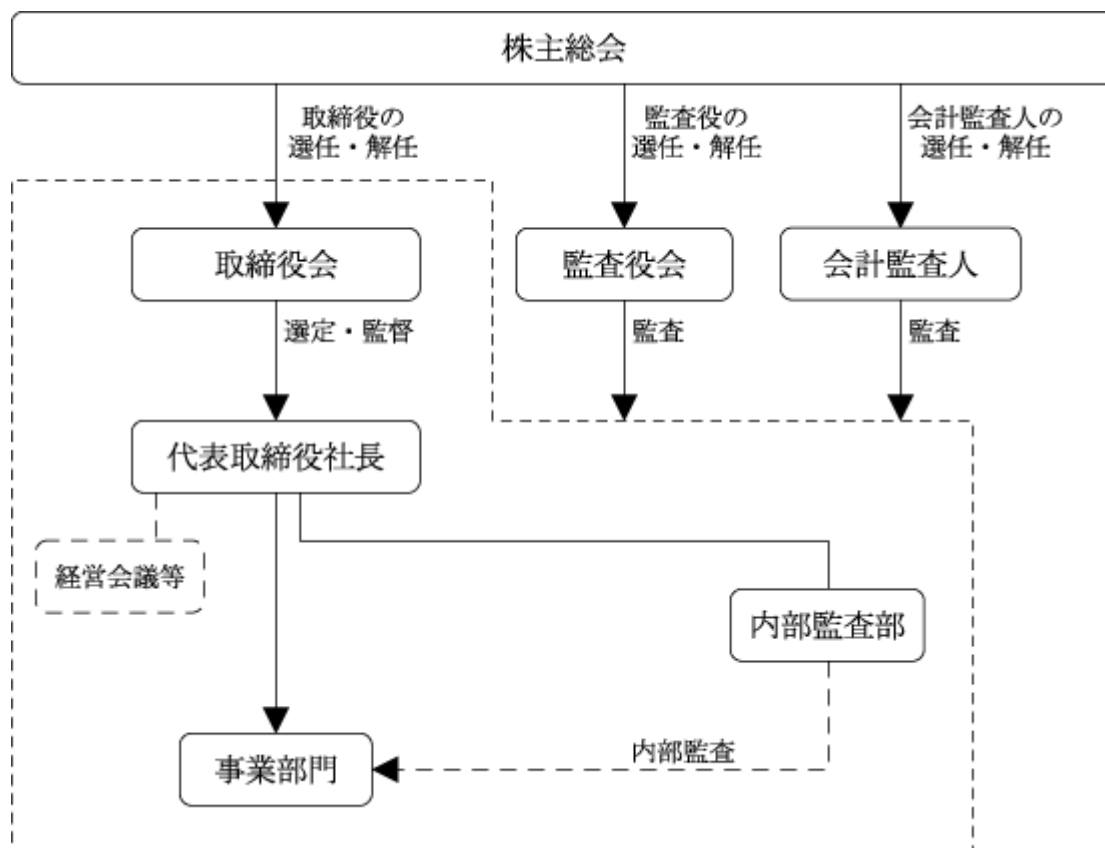 株主総会
取締役の
選任・解任
監査役の
選任・解任
会計監査人の
選任・解任
取締役会
監査役会
会計監査人
選定・監督
監査
監査
代表取締役社長
経営会議等
内部監査部
内部監査
事業部門